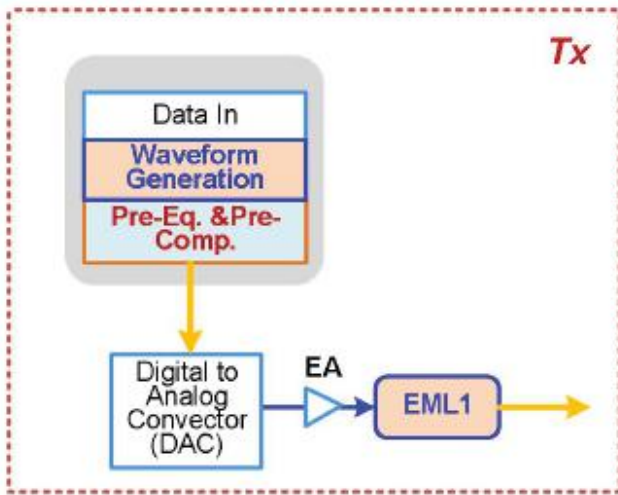 Tx
Data In
Waveform
Generation
Pre-Eq. &Pre-
Comp.
Digital to
Analog
Convector
(DAC)
EA
EML1